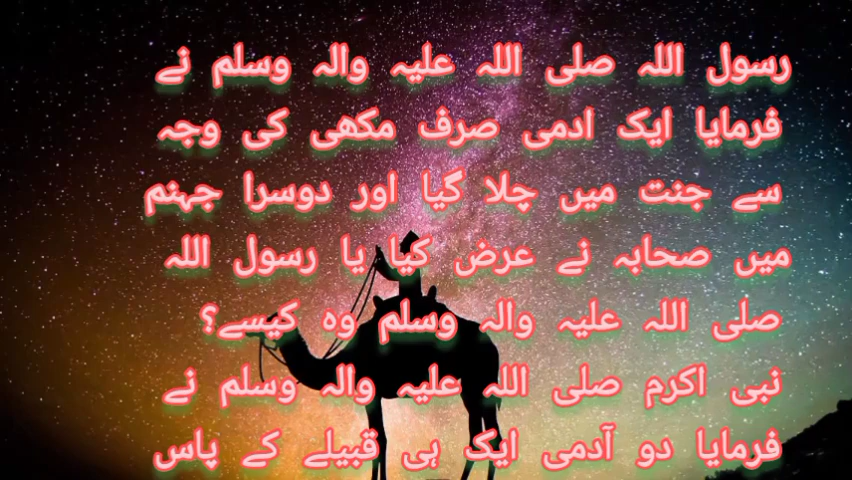 رسول اللہ صلی اللہ علیہ والہ وسلم نے
فرمایا ایک ادمی صرف مکھی کی وجہ
سے جنت میں چلا گیا اور دوسرا جہنم
میں صحابہ نے عرض کیا یا رسول اللہ
صلی اللہ علیہ والہ وسلم وہ کیسے؟
نبی اکرم صلی اللہ علیہ والہ وسلم نے
فرمایا دو آدمی ایک ہی قبیلے کے پاس